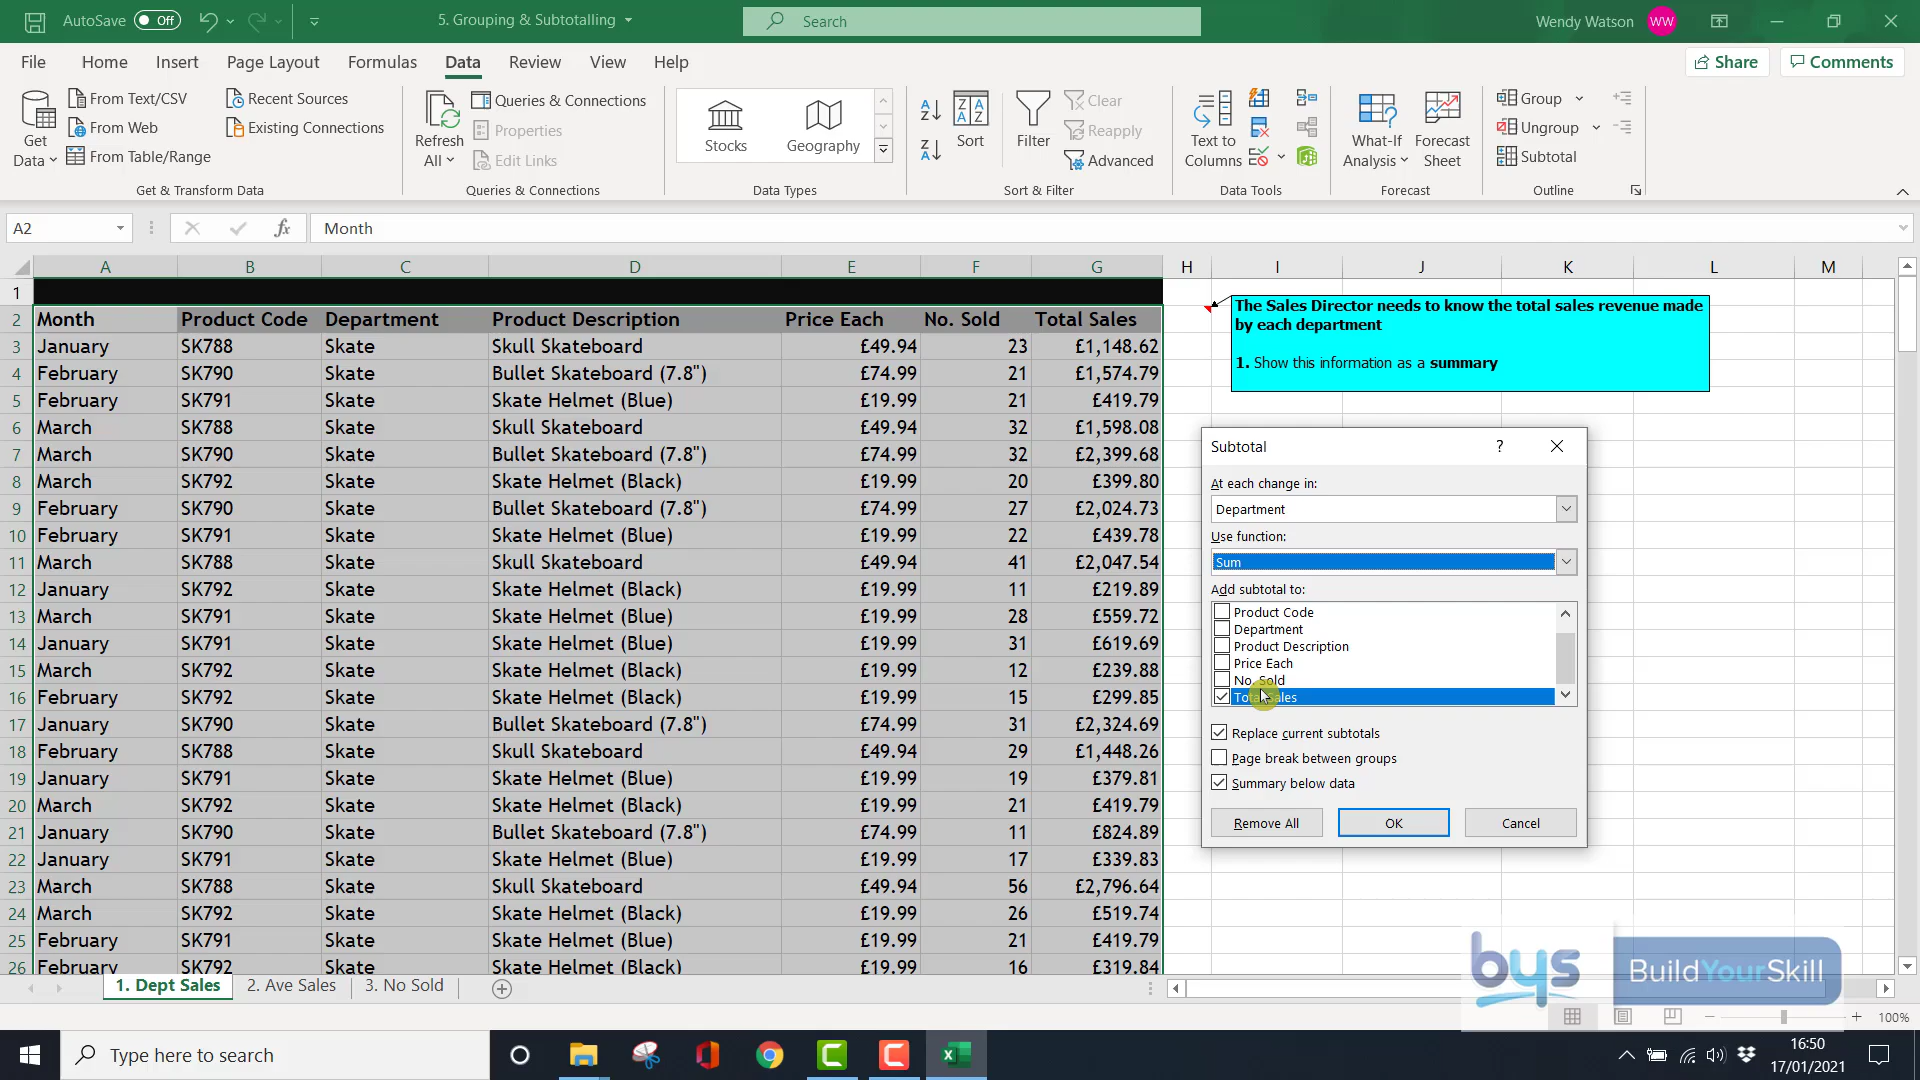 AutoSave Off
5. Grouping & Subtotalling
Search
Wendy Watson WW
File Home Insert Page Layout Formulas Data Review View Help
Share Comments
Get Data
From Text/CSV
From Web
From Table/Range
Recent Sources
Existing Connections
Get & Transform Data
Refresh All
Queries & Connections
Properties
Edit Links
Queries & Connections
Stocks
Geography
Data Types
Sort
Filter
Clear
Reapply
Advanced
Sort & Filter
Text to Columns
Data Tools
What-If Analysis
Forecast Sheet
Forecast
Group
Ungroup
Subtotal
Outline
A2
fx
Month
A B C D E F G H I J K L M
1
2 Month Product Code Department Product Description Price Each No. Sold Total Sales
3 January SK788 Skate Skull Skateboard £49.94 23 £1,148.62
4 February SK790 Skate Bullet Skateboard (7.8") £74.99 21 £1,574.79
5 February SK791 Skate Skate Helmet (Blue) £19.99 21 £419.79
6 March SK788 Skate Skull Skateboard £49.94 32 £1,598.08
7 March SK790 Skate Bullet Skateboard (7.8") £74.99 32 £2,399.68
8 March SK792 Skate Skate Helmet (Black) £19.99 20 £399.80
9 February SK790 Skate Bullet Skateboard (7.8") £74.99 27 £2,024.73
10 February SK791 Skate Skate Helmet (Blue) £19.99 22 £439.78
11 March SK788 Skate Skull Skateboard £49.94 41 £2,047.54
12 January SK792 Skate Skate Helmet (Black) £19.99 11 £219.89
13 March SK791 Skate Skate Helmet (Blue) £19.99 28 £559.72
14 January SK791 Skate Skate Helmet (Blue) £19.99 31 £619.69
15 March SK792 Skate Skate Helmet (Black) £19.99 12 £239.88
16 February SK792 Skate Skate Helmet (Black) £19.99 15 £299.85
17 January SK790 Skate Bullet Skateboard (7.8") £74.99 31 £2,324.69
18 February SK788 Skate Skull Skateboard £49.94 29 £1,448.26
19 January SK791 Skate Skate Helmet (Blue) £19.99 19 £379.81
20 March SK792 Skate Skate Helmet (Black) £19.99 21 £419.79
21 January SK790 Skate Bullet Skateboard (7.8") £74.99 11 £824.89
22 January SK791 Skate Skate Helmet (Blue) £19.99 17 £339.83
23 March SK788 Skate Skull Skateboard £49.94 56 £2,796.64
24 March SK792 Skate Skate Helmet (Black) £19.99 26 £519.74
25 February SK791 Skate Skate Helmet (Blue) £19.99 21 £419.79
26 February SK792 Skate Skate Helmet (Black) £19.99 16 £319.84
The Sales Director needs to know the total sales revenue made
by each department
1. Show this information as a summary
Subtotal ?
At each change in:
Department
Use function:
Sum
Add subtotal to:
Product Code
Department
Product Description
Price Each
No. Sold
Total Sales
Replace current subtotals
Page break between groups
Summary below data
Remove All OK Cancel
1. Dept Sales 2. Ave Sales 3. No Sold
bys BuildYourSkill
100%
Type here to search
16:50
17/01/2021